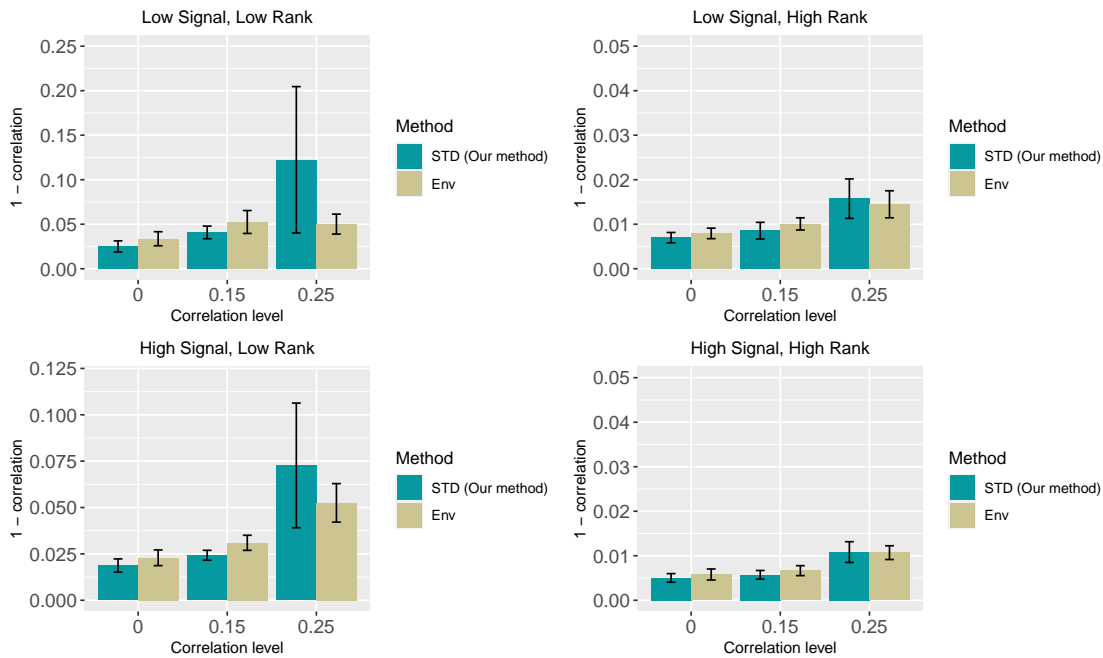 Low Signal, Low Rank
0.25
0.20
0.15
0.10
0.05
0.00
1 − correlation
0
0.15
0.25
Correlation level
Method
STD (Our method)
Env
Low Signal, High Rank
0.05
0.04
0.03
0.02
0.01
0.00
1 − correlation
0
0.15
0.25
Correlation level
Method
STD (Our method)
Env
High Signal, Low Rank
0.125
0.100
0.075
0.050
0.025
0.000
1 − correlation
0
0.15
0.25
Correlation level
Method
STD (Our method)
Env
High Signal, High Rank
0.05
0.04
0.03
0.02
0.01
0.00
1 − correlation
0
0.15
0.25
Correlation level
Method
STD (Our method)
Env